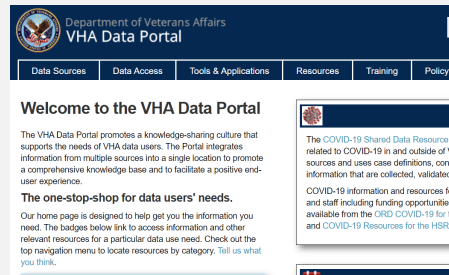 Department of Veterans Affairs
VHA Data Portal
Data Sources
Data Access
Tools & Applications
Resources
Training
Policy
Welcome to the VHA Data Portal
The VHA Data Portal promotes a knowledge-sharing culture that
supports the needs of VHA data users. The Portal integrates
information from multiple sources into a single location to promote
a comprehensive knowledge base and to facilitate a positive end-
user experience.
The one-stop-shop for data users' needs.
Our home page is designed to help get you the information you
need. The badges below link to access information and other
relevant resources for a particular data use need. Check out the
top navigation menu to locate resources by category. Tell us what
you think.
The COVID-19 Shared Data Resource
related to COVID-19 in and outside of
sources and uses case definitions, con
information that are collected, validated
COVID-19 information and resources f
and staff including funding opportunitie
available from the ORD COVID-19 for
and COVID-19 Resources for the HSR